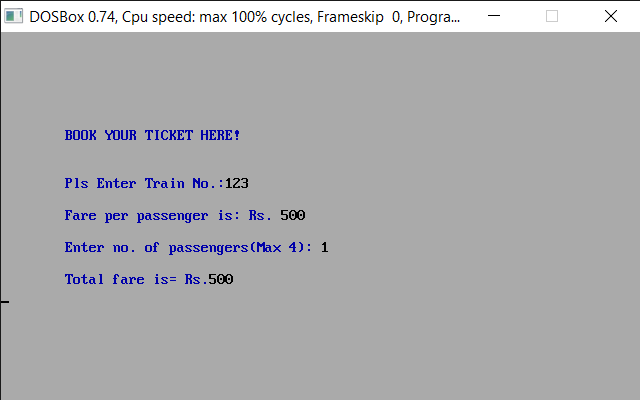 DOSBox 0.74, Cpu speed: max 100% cycles, Frameskip 0, Progra...
BOOK YOUR TICKET HERE!
Pls Enter Train No.:123
Fare per passenger is: Rs. 500
Enter no. of passengers(Max 4): 1
Total fare is= Rs.500